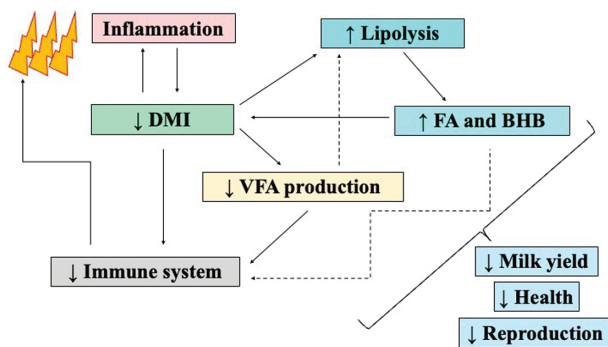 Inflammation
↑ Lipolysis
↓ DMI
↑ FA and BHB
↓ VFA production
↓ Immune system
↓ Milk yield
↓ Health
↓ Reproduction